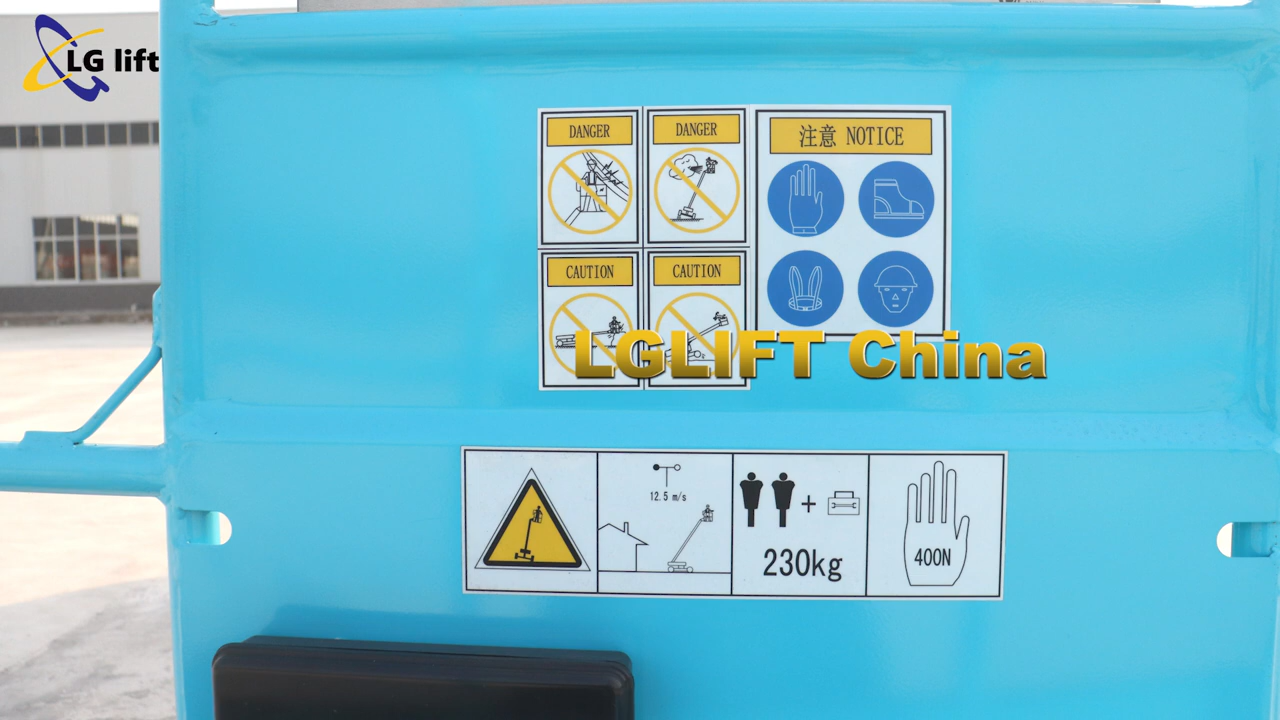 LG lift
DANGER
DANGER
注意 NOTICE
CAUTION
CAUTION
LGLIFT China
12.5 m/s
+
230kg
400N